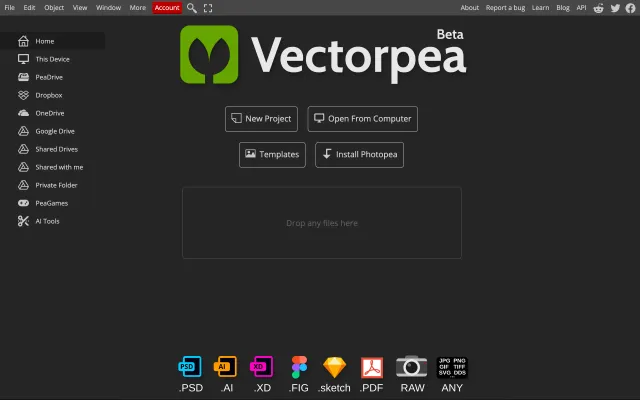 File Edit Object View Window More Account About Report a bug Learn Blog API
Home
This Device
PeaDrive
Dropbox
OneDrive
Google Drive
Shared Drives
Shared with me
Private Folder
PeaGames
AI Tools
Beta
Vectorpea
New Project Open From Computer
Templates Install Photopea
Drop any files here
PSD AI XD JPG PNG
GIF TIFF
SVG DDS
.PSD .AI .XD .FIG .sketch .PDF RAW ANY